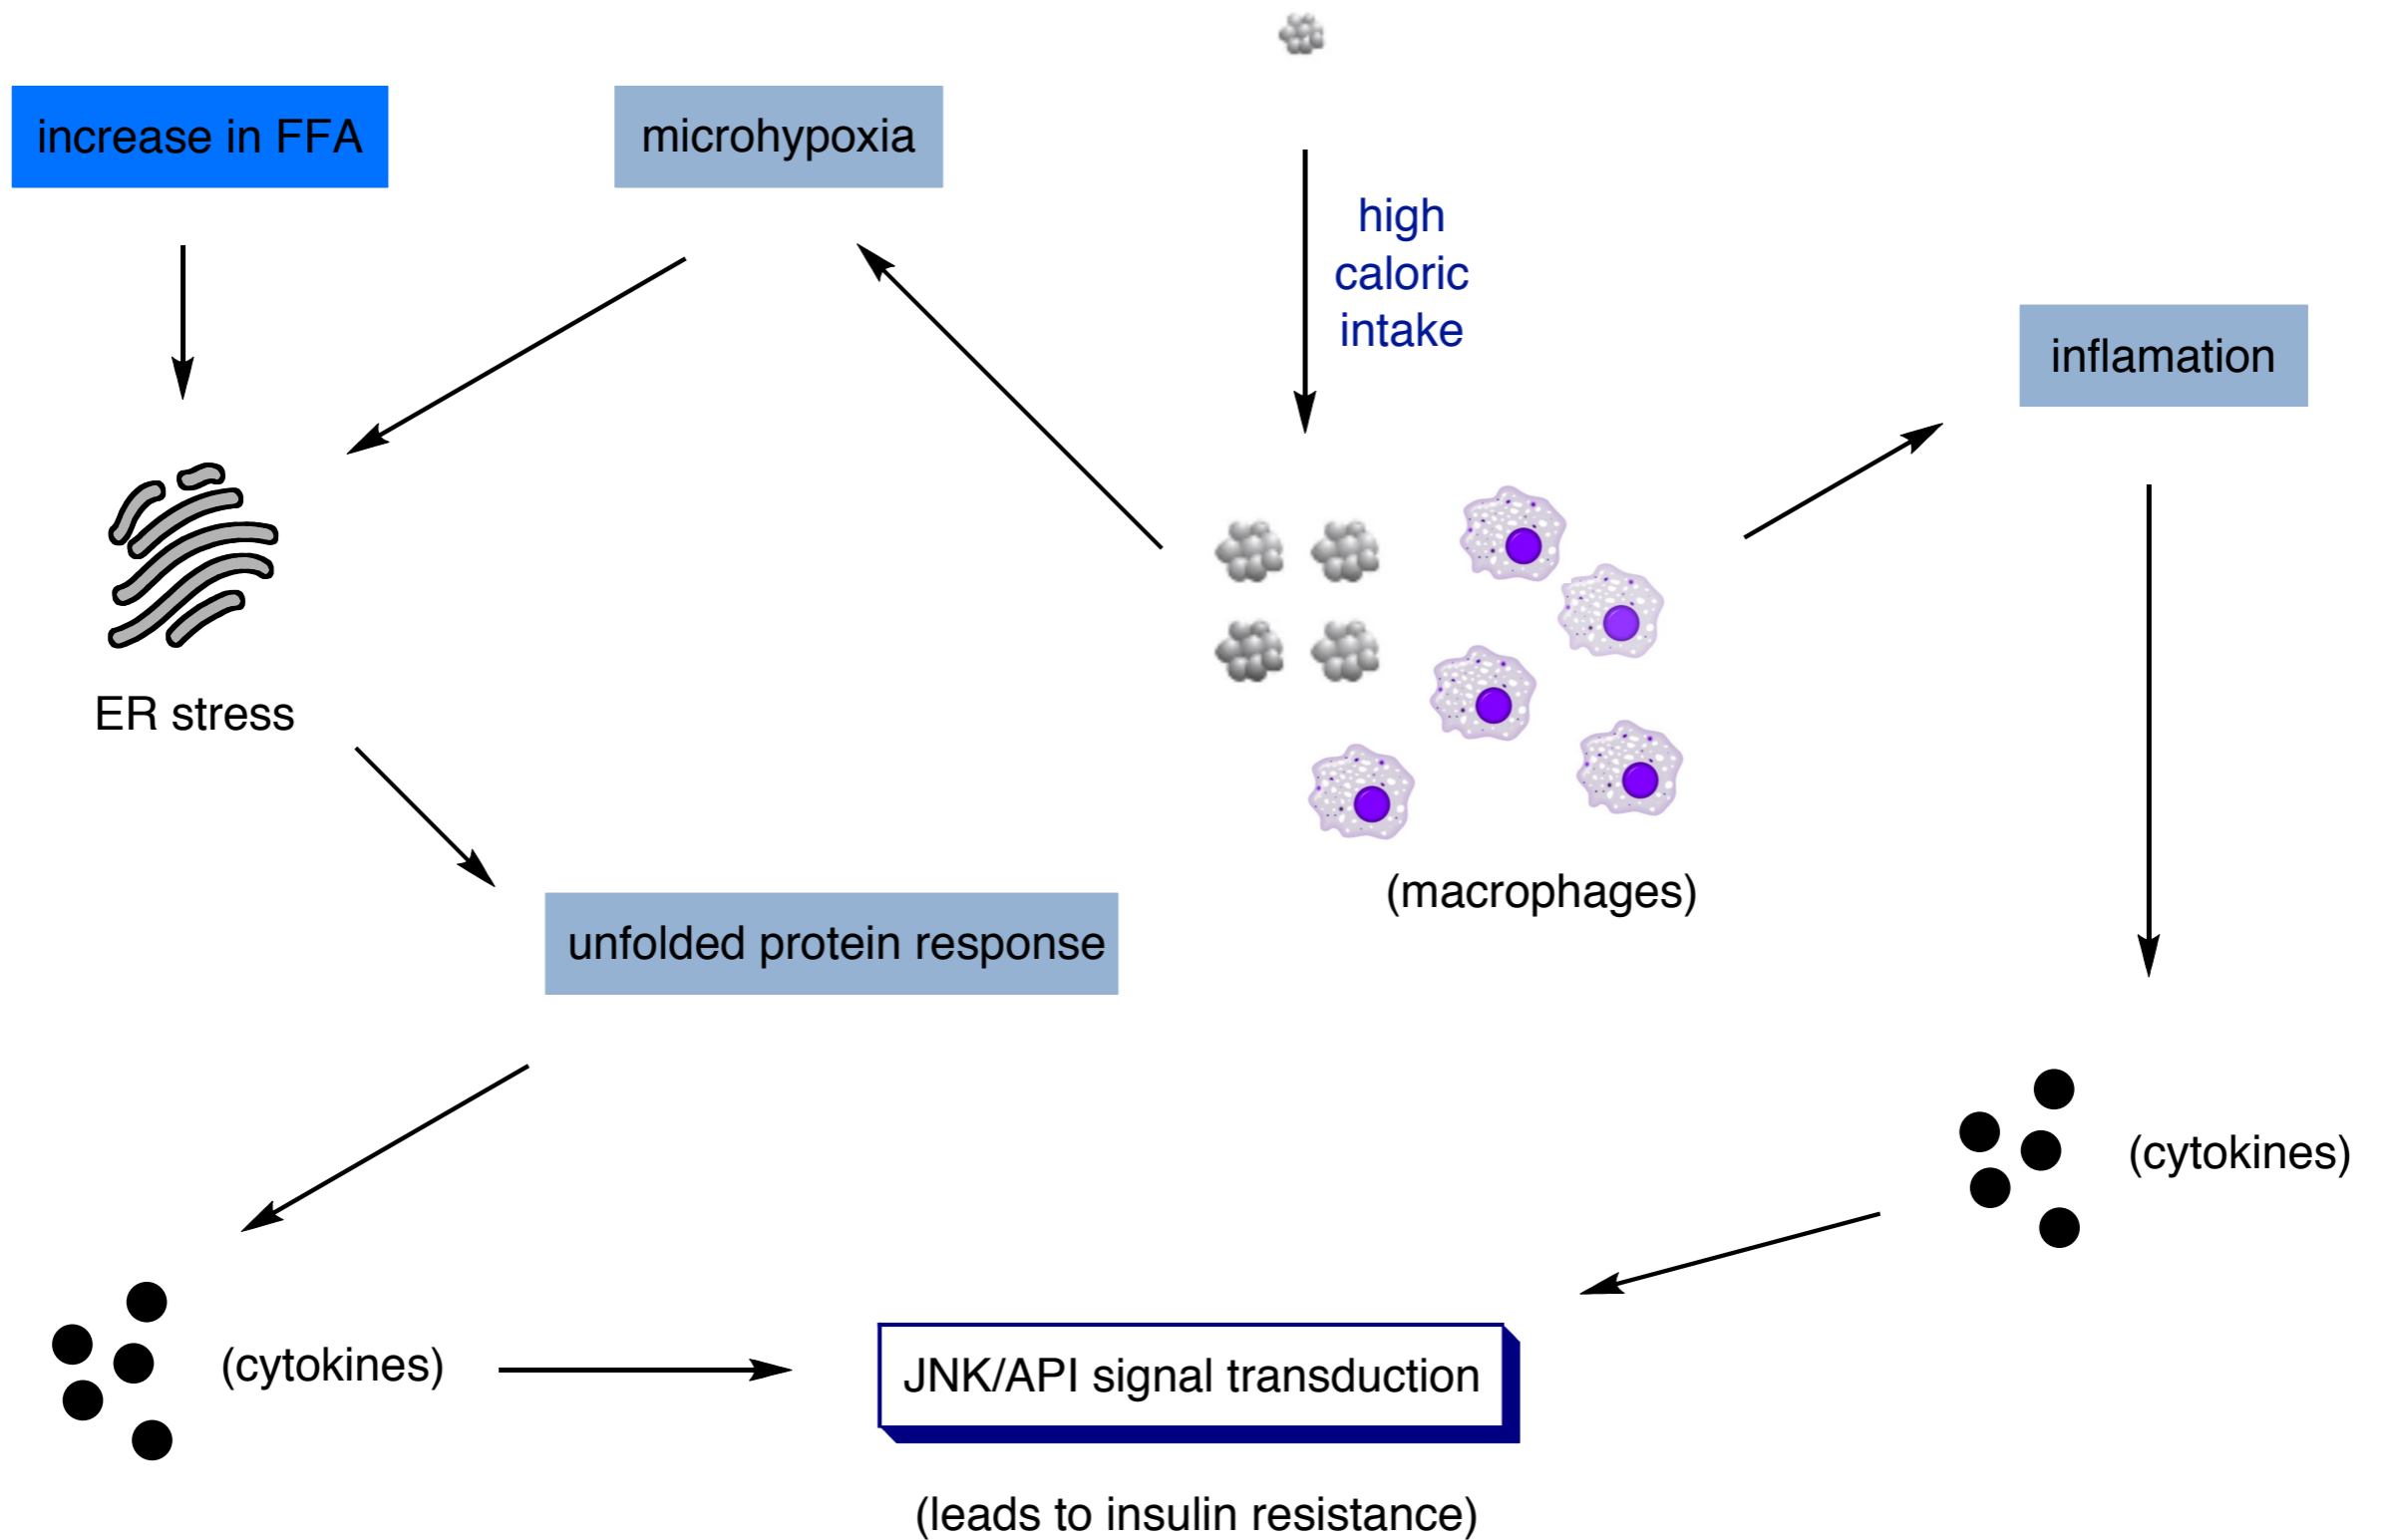 increase in FFA
microhypoxia
high
caloric
intake
inflamation
ER stress
(macrophages)
unfolded protein response
(cytokines)
(cytokines)
JNK/API signal transduction
(leads to insulin resistance)